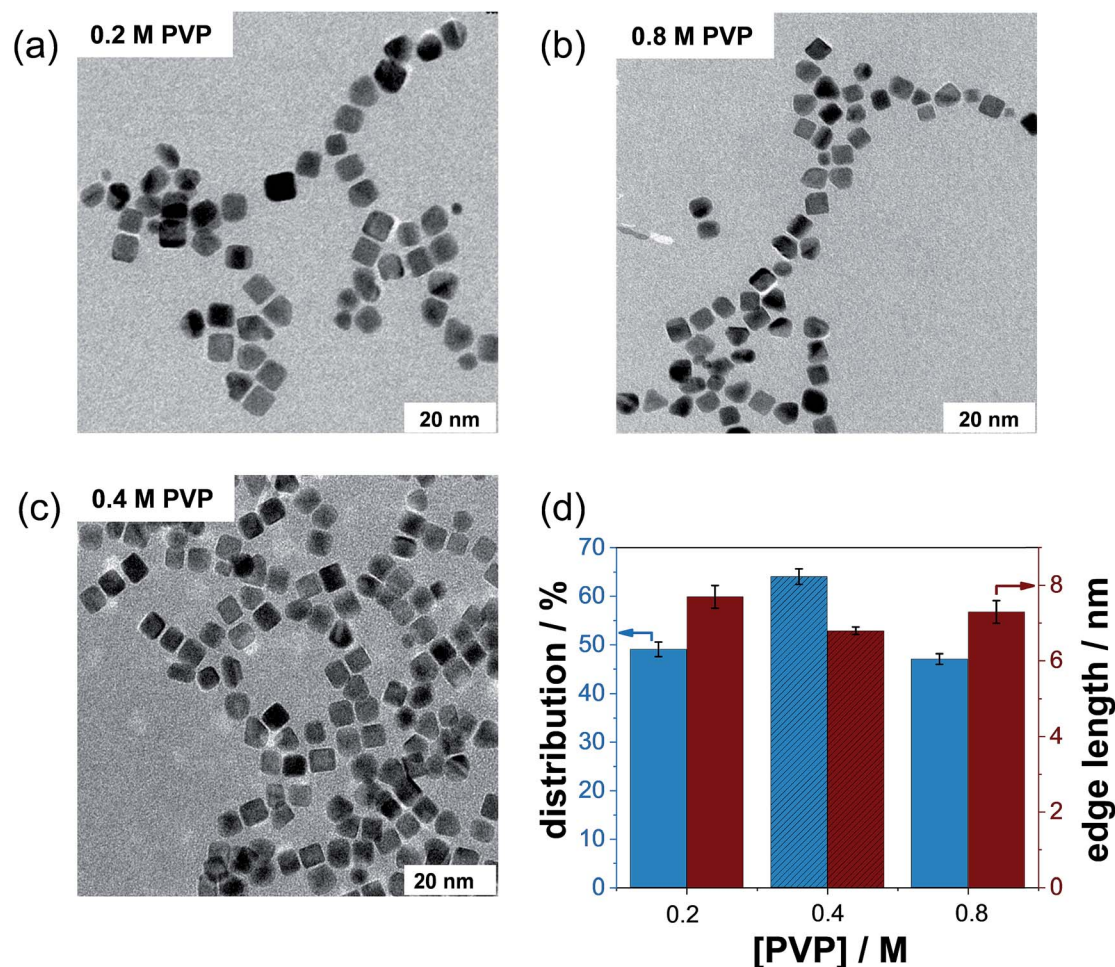 (a)
0.2 M PVP
20 nm
(b)
0.8 M PVP
20 nm
(c)
0.4 M PVP
20 nm
(d)
70
60
50
40
30
20
10
0
distribution / %
8
6
4
2
0
edge length / nm
0.2
0.4
0.8
[PVP] / M